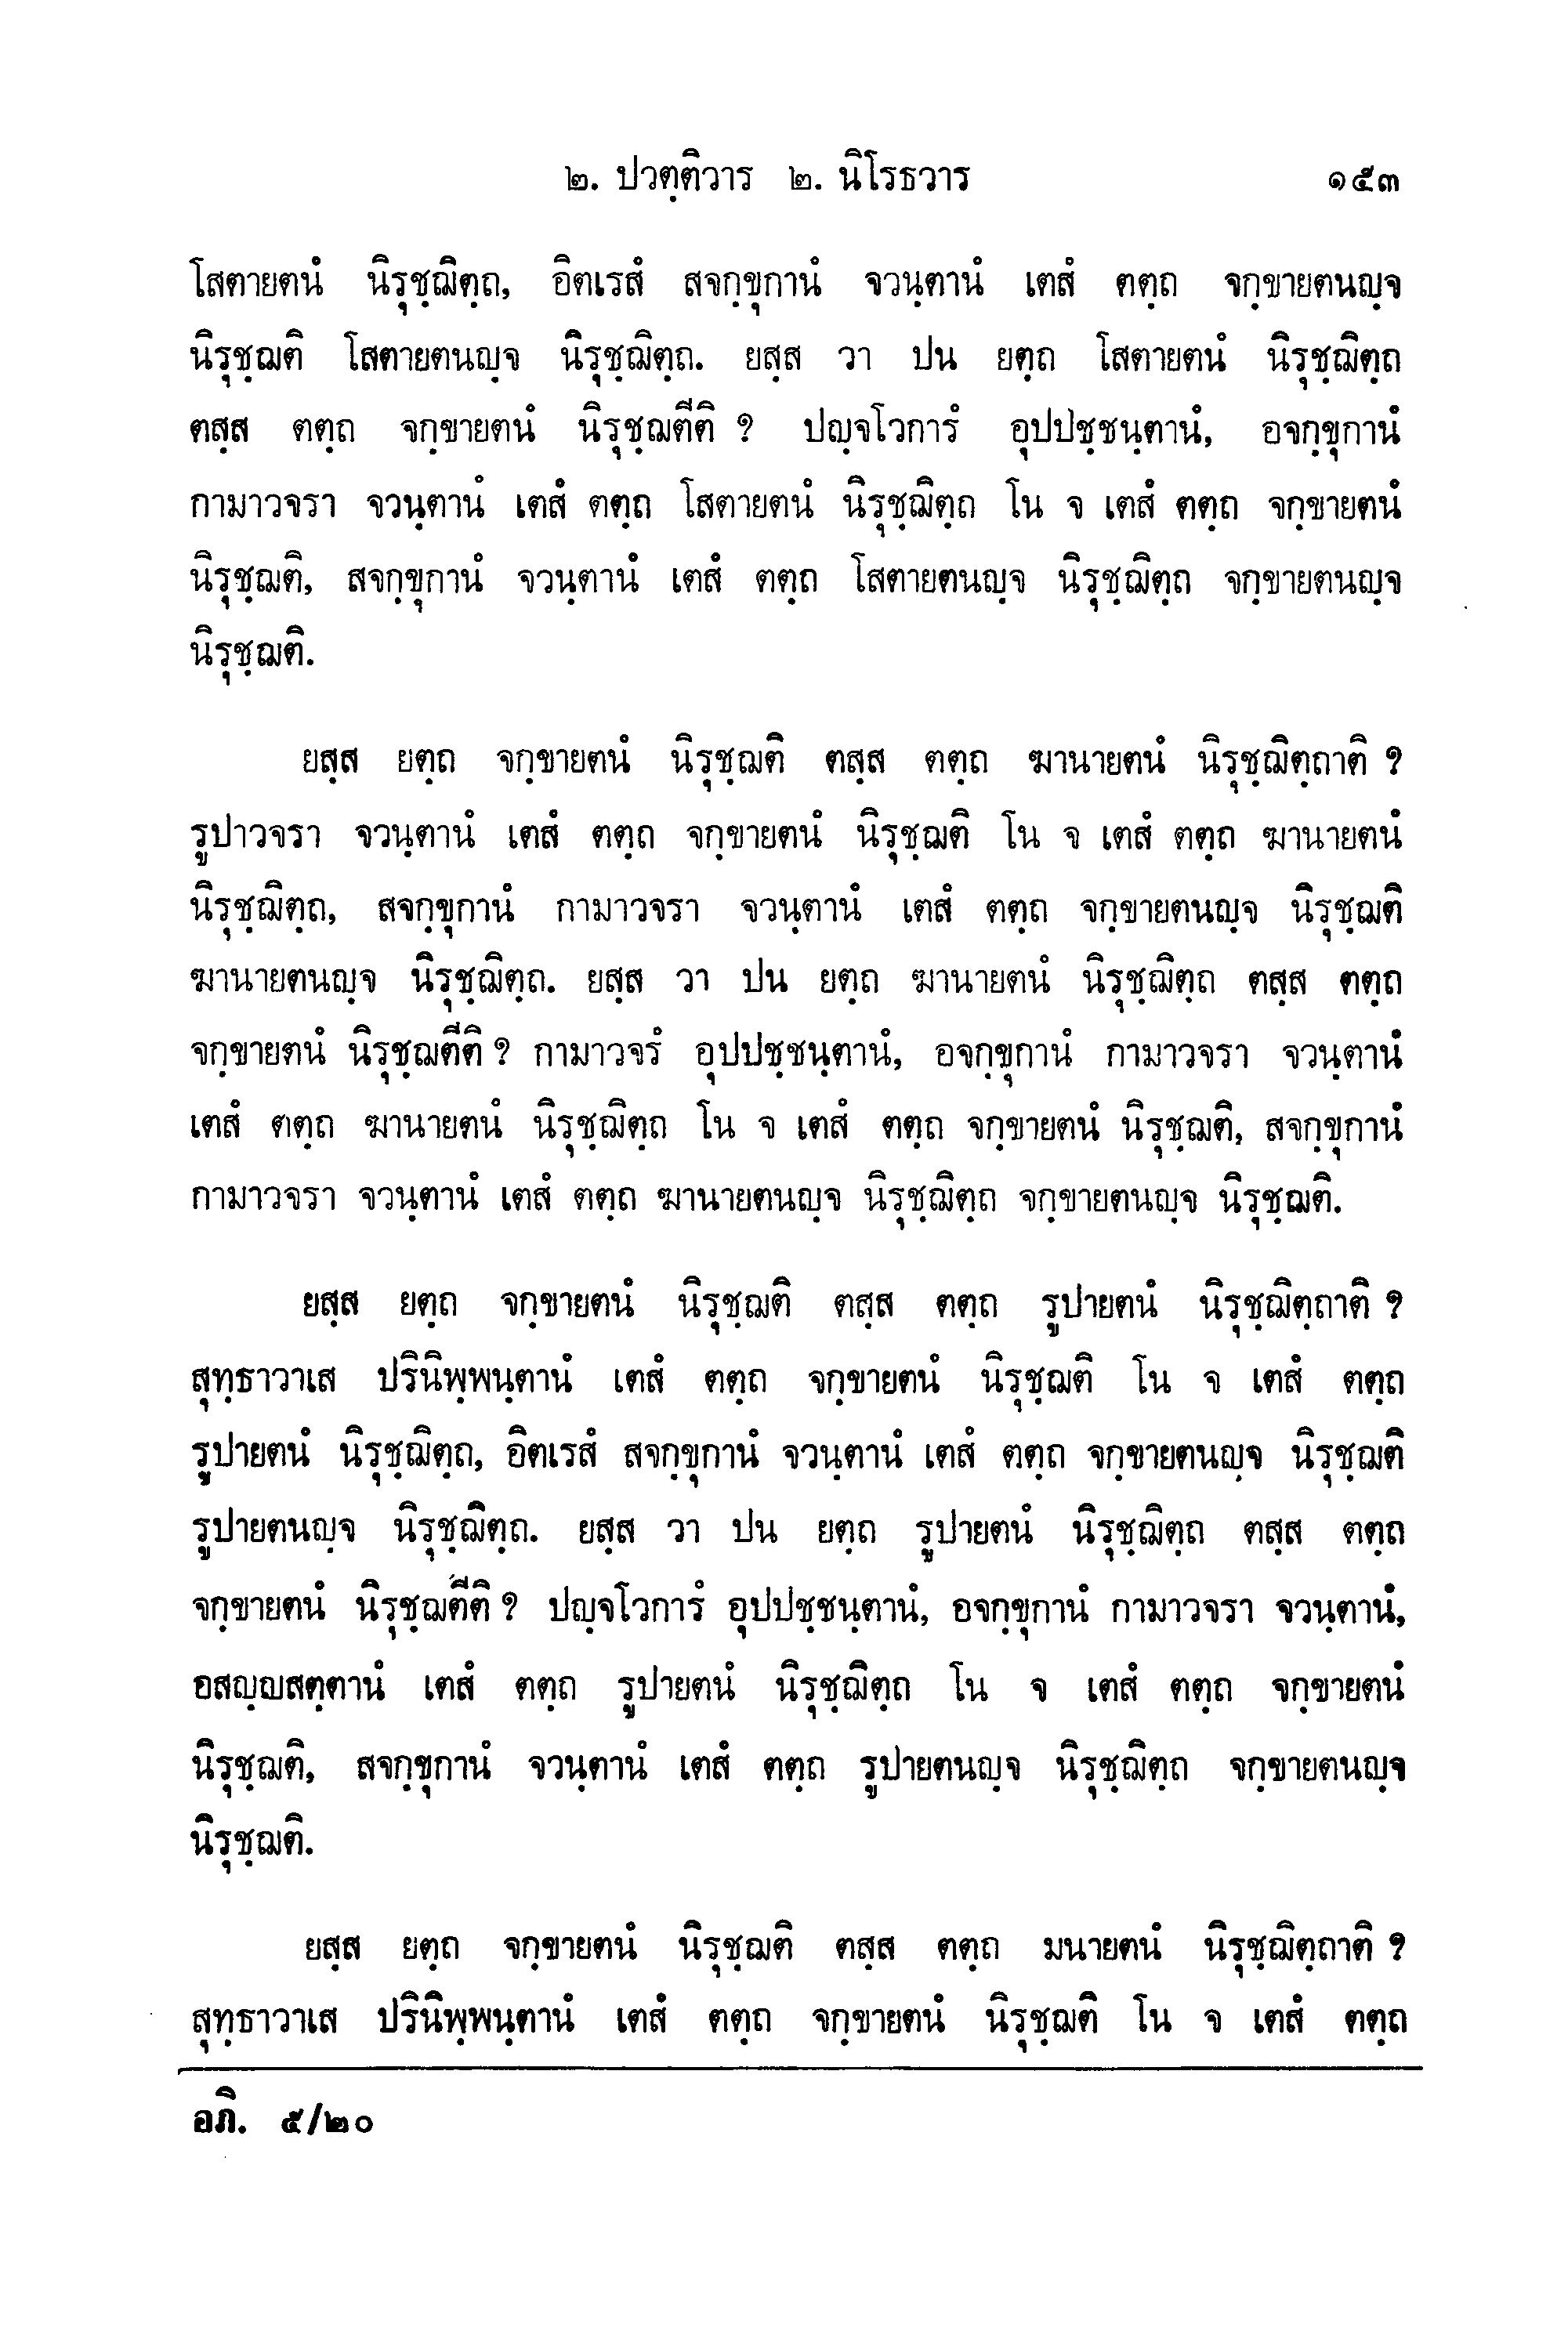 ๒. ปวตฺติวาร ๒. นิโรธวาร ๑๕๓
โสตายตนํ นิรุชฺฌิตฺถ, อิตเรสํ สจกฺขุกานํ จวนฺตานํ เตสํ ตตฺถ จกฺขายตนญฺจ
นิรุชฺฌติ โสตายตนญฺจ นิรุชฺฌิตฺถ. ยสฺส วา ปน ยตฺถ โสตายตนํ นิรุชฺฌิตฺถ
ตสฺส ตตฺถ จกฺขายตนํ นิรุชฺฌตีติ ? ปญฺจโวการํ อุปปชฺชนฺตานํ, อจกฺขุกานํ
กามาวจรา จวนฺตานํ เตสํ ตตฺถ โสตายตนํ นิรุชฺฌิตฺถ โน จ เตสํ ตตฺถ จกฺขายตนํ
นิรุชฺฌติ, สจกฺขุกานํ จวนฺตานํ เตสํ ตตฺถ โสตายตนญฺจ นิรุชฺฌิตฺถ จกฺขายตนญฺจ
นิรุชฺฌติ.
ยสฺส ยตฺถ จกฺขายตนํ นิรุชฺฌติ ตสฺส ตตฺถ ฆานายตนํ นิรุชฺฌิตฺถาติ ?
รูปาวจรา จวนฺตานํ เตสํ ตตฺถ จกฺขายตนํ นิรุชฺฌติ โน จ เตสํ ตตฺถ ฆานายตนํ
นิรุชฺฌิตฺถ, สจกฺขุกานํ กามาวจรา จวนฺตานํ เตสํ ตตฺถ จกฺขายตนญฺจ นิรุชฺฌติ
ฆานายตนญฺจ นิรุชฺฌิตฺถ. ยสฺส วา ปน ยตฺถ ฆานายตนํ นิรุชฺฌิตฺถ ตสฺส ตตฺถ
จกฺขายตนํ นิรุชฺฌตีติ ? กามาวจรํ อุปปชฺชนฺตานํ, อจกฺขุกานํ กามาวจรา จวนฺตานํ
เตสํ ตตฺถ ฆานายตนํ นิรุชฺฌิตฺถ โน จ เตสํ ตตฺถ จกฺขายตนํ นิรุชฺฌติ, สจกฺขุกานํ
กามาวจรา จวนฺตานํ เตสํ ตตฺถ ฆานายตนญฺจ นิรุชฺฌิตฺถ จกฺขายตนญฺจ นิรุชฺฌติ.
ยสฺส ยตฺถ จกฺขายตนํ นิรุชฺฌติ ตสฺส ตตฺถ รูปายตนํ นิรุชฺฌิตฺถาติ ?
สุทฺธาวาเส ปรินิพฺพนฺตานํ เตสํ ตตฺถ จกฺขายตนํ นิรุชฺฌติ โน จ เตสํ ตตฺถ
รูปายตนํ นิรุชฺฌิตฺถ, อิตเรสํ สจกฺขุกานํ จวนฺตานํ เตสํ ตตฺถ จกฺขายตนญฺจ นิรุชฺฌติ
รูปายตนญฺจ นิรุชฺฌิตฺถ. ยสฺส วา ปน ยตฺถ รูปายตนํ นิรุชฺฌิตฺถ ตสฺส ตตฺถ
จกฺขายตนํ นิรุชฺฌตีติ ? ปญฺจโวการํ อุปปชฺชนฺตานํ, อจกฺขุกานํ กามาวจรา จวนฺตานํ,
อสญฺญสตฺตานํ เตสํ ตตฺถ รูปายตนํ นิรุชฺฌิตฺถ โน จ เตสํ ตตฺถ จกฺขายตนํ
นิรุชฺฌติ, สจกฺขุกานํ จวนฺตานํ เตสํ ตตฺถ รูปายตนญฺจ นิรุชฺฌิตฺถ จกฺขายตนญฺจ
นิรุชฺฌติ.
ยสฺส ยตฺถ จกฺขายตนํ นิรุชฺฌติ ตสฺส ตตฺถ มนายตนํ นิรุชฺฌิตฺถาติ ?
สุทฺธาวาเส ปรินิพฺพนฺตานํ เตสํ ตตฺถ จกฺขายตนํ นิรุชฺฌติ โน จ เตสํ ตตฺถ
อภิ. ๕/๒๐